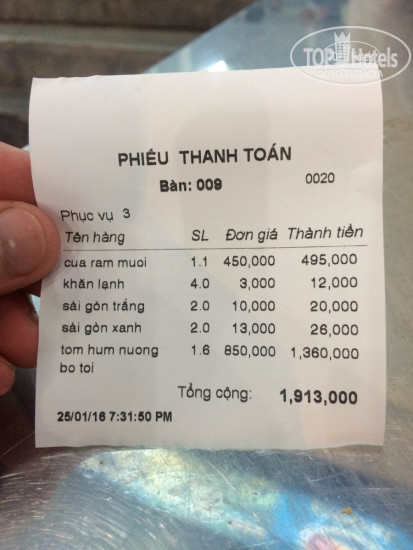 TOPHotels
ФОТО ТУРИСТА
PHIẾU THANH TOÁN
Bàn: 009 0020
Phục vụ 3
Tên hàng SL Đơn giá Thành tiền
cua ram muoi 1.1 450,000 495,000
khăn lạnh 4.0 3,000 12,000
sài gòn trắng 2.0 10,000 20,000
sài gòn xanh 2.0 13,000 26,000
tom hum nuong 1.6 850,000 1,360,000
bo toi
Tổng cộng: 1,913,000
25/01/16 7:31:50 PM